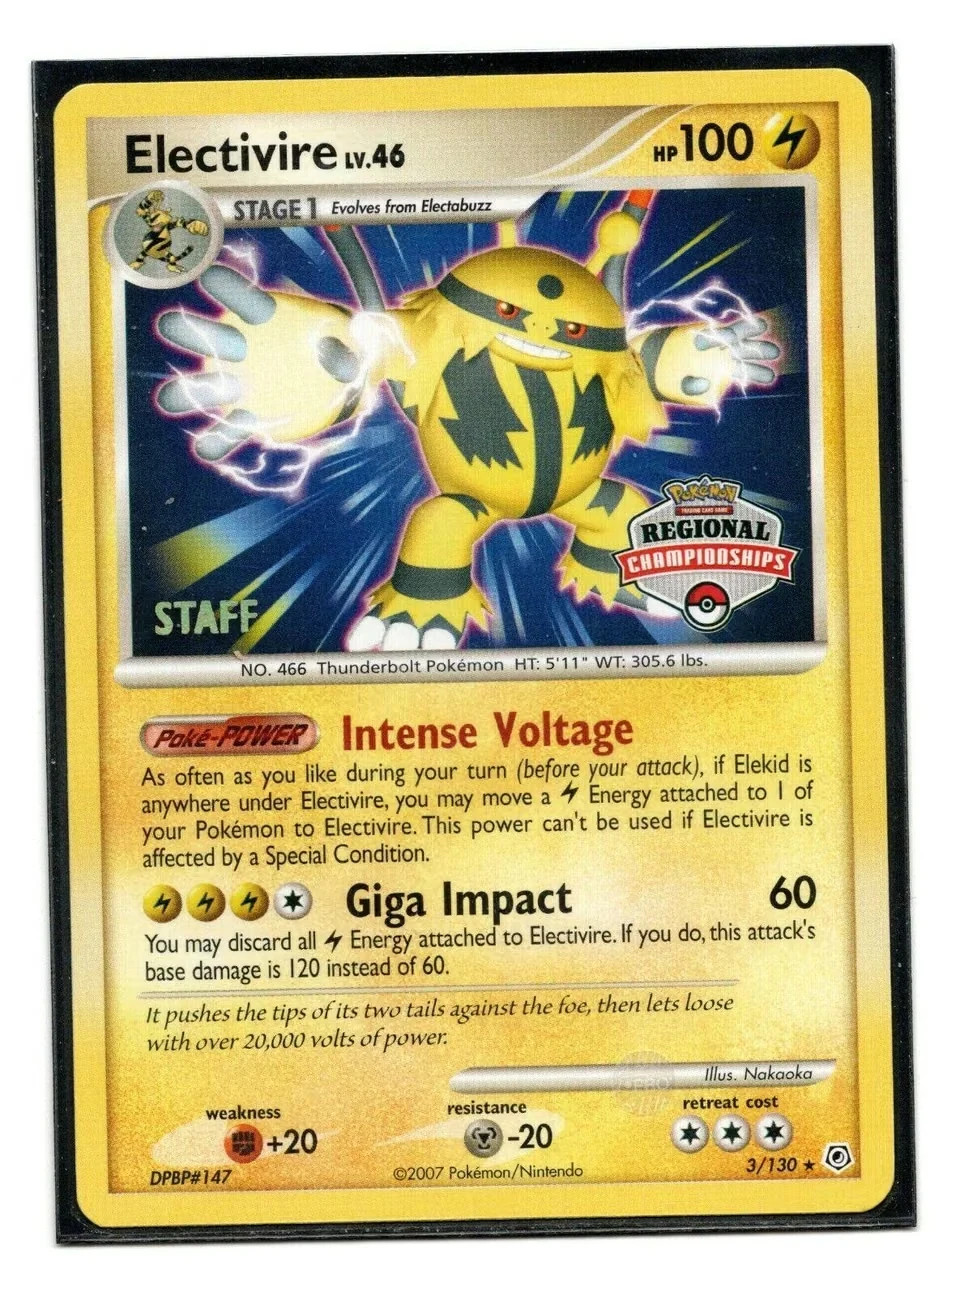 Electivire LV.46
HP 100
STAGE 1 Evolves from Electabuzz
Pokémon
TRADING CARD GAME
REGIONAL
CHAMPIONSHIPS
STAFF
NO. 466 Thunderbolt Pokémon HT: 5'11" WT: 305.6 lbs.
Poké-POWER Intense Voltage
As often as you like during your turn (before your attack), if Elekid is
anywhere under Electivire, you may move a Energy attached to 1 of
your Pokémon to Electivire. This power can't be used if Electivire is
affected by a Special Condition.
Giga Impact 60
You may discard all Energy attached to Electivire. If you do, this attack's
base damage is 120 instead of 60.
It pushes the tips of its two tails against the foe, then lets loose
with over 20,000 volts of power.
Illus. Nakaoka
weakness
+20
resistance
-20
retreat cost
DPBP#147
©2007 Pokémon/Nintendo
3/130 ★